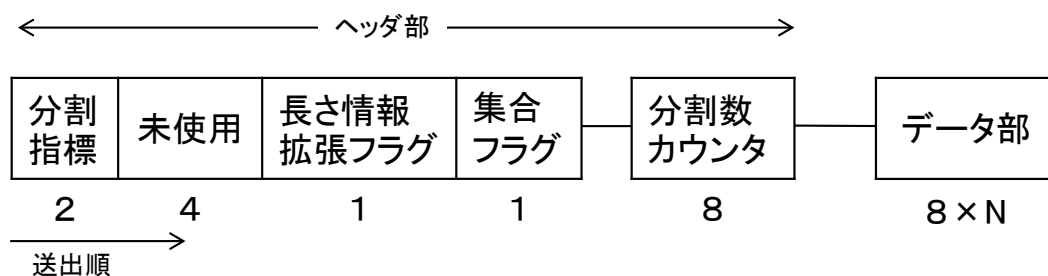 ヘッダ部
分割
指標
未使用
長さ情報
拡張フラグ
集合
フラグ
分割数
カウンタ
データ部
2
4
1
1
8
8×N
送出順